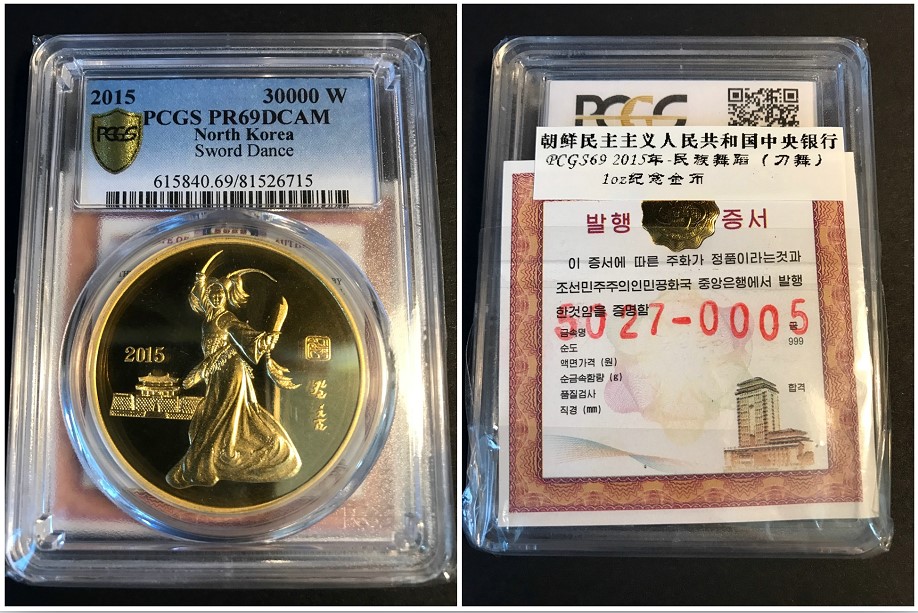 2015 30000 W
PCGS PR69DCAM
North Korea
Sword Dance
PCGS
615840.69/81526715
2015
PCGS
朝鲜民主主义人民共和国中央银行
PCGS69 2015年-民族舞蹈（刀舞）
1oz纪念金币
발행 증서
이 증서에 따른 주화가 정품이라는것과
조선민주주의인민공화국 중앙은행에서 발행
한것임을 증명함
5027-0005
금속명 금
순도 999
액면가격 (원)
순금속함량 (g)
품질검사 합격
직경 (mm)